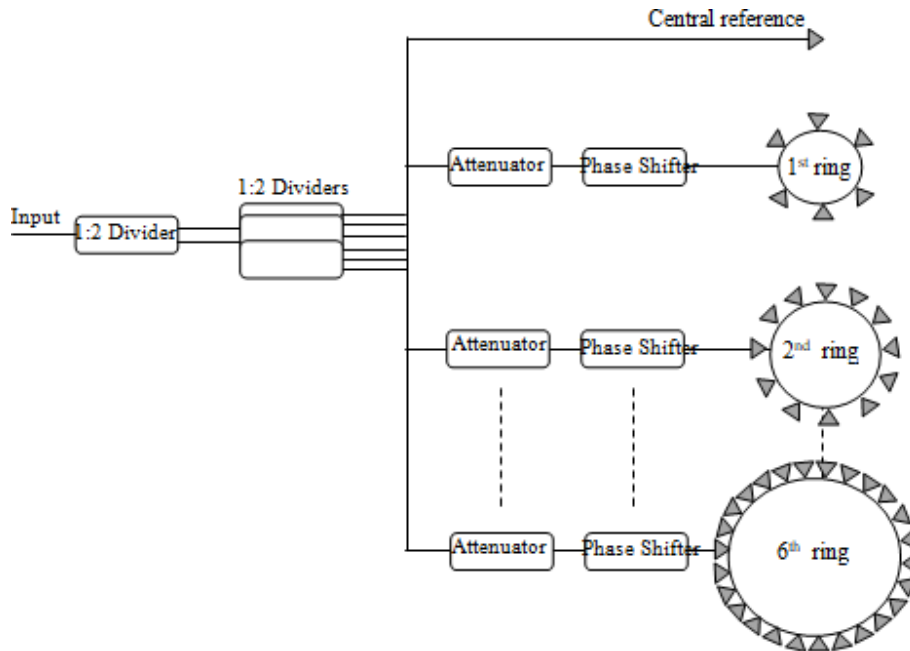 Central reference
Attenuator
Phase Shifter
1st ring
1:2 Dividers
Input
1:2 Divider
Attenuator
Phase Shifter
2nd ring
Attenuator
Phase Shifter
6th ring